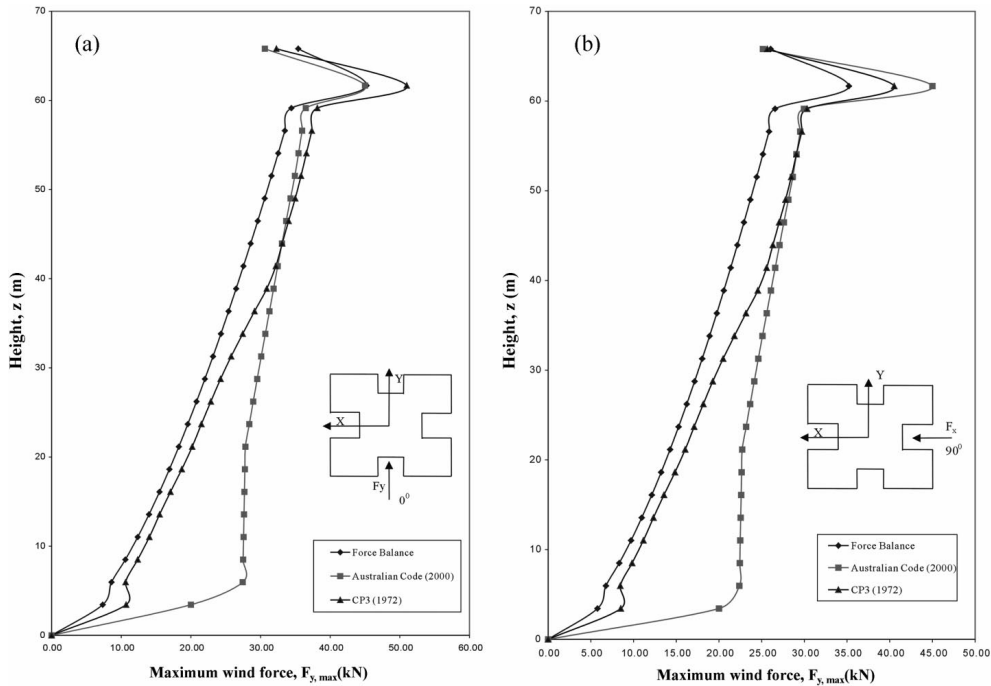 (a)
70
60
50
40
30
20
10
0
Height, z (m)
0.00 10.00 20.00 30.00 40.00 50.00 60.00
Maximum wind force, Fy, max(kN)
Y
X
Fy
0⁰
Force Balance
Australian Code (2000)
CP3 (1972)
(b)
70
60
50
40
30
20
10
0
Height, z (m)
0.00 5.00 10.00 15.00 20.00 25.00 30.00 35.00 40.00 45.00 50.00
Maximum wind force, Fy, max(kN)
Y
X
Fx
90⁰
Force Balance
Australian Code (2000)
CP3 (1972)